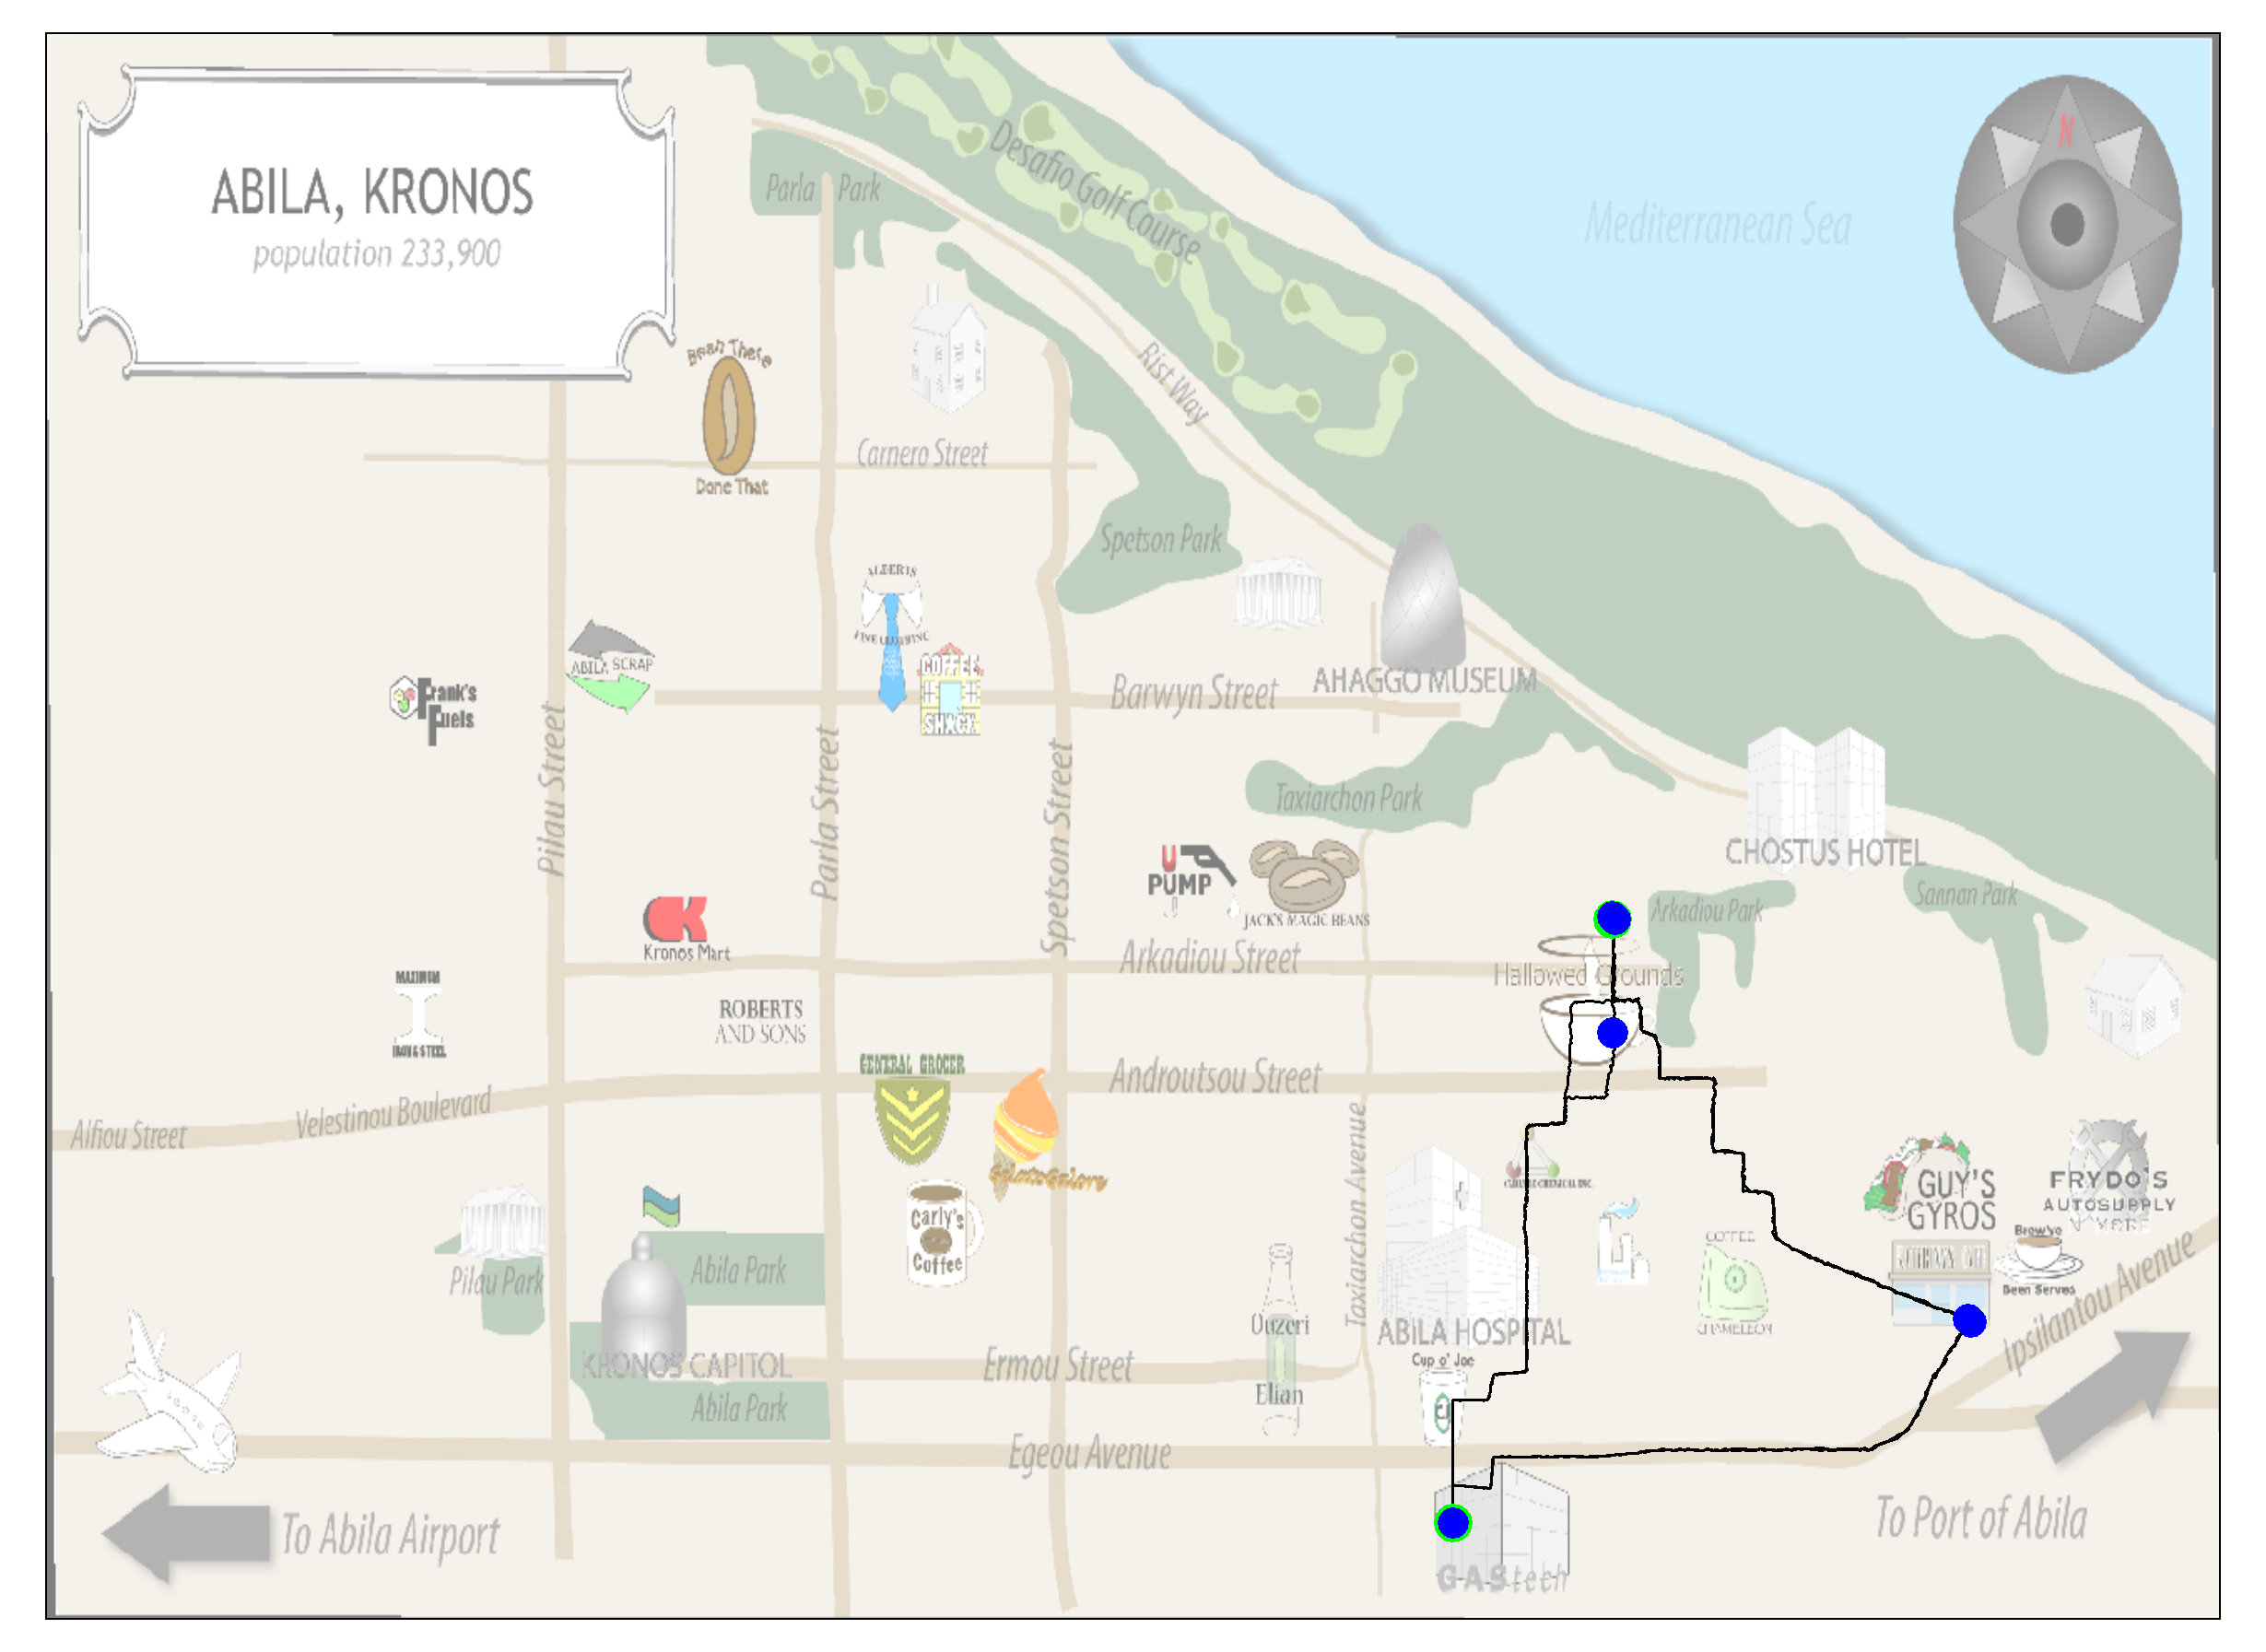 ABILA, KRONOS
population 233,900
N
Mediterranean Sea
Desafio Golf Course
Parla Park
Rist Way
Bean There
Done That
Carnero Street
Spetson Park
ALBERTS
ABILA SCRAP
Frank's
Fuels
COFFEE
SHACK
Barwyn Street
AHAGGO MUSEUM
Pilau Street
Parla Street
Spetson Street
Taxiarchon Park
CHOSTUS HOTEL
U
PUMP
JACK'S MAGIC BEANS
Arkadiou Park
Sannan Park
Kronos Mart
Arkadiou Street
Hallowed Grounds
MAXIMUM
IRON & STEEL
ROBERTS
AND SONS
GENERAL GROCER
Androutsou Street
Alfiou Street
Velestinou Boulevard
Taxiarchon Avenue
GUY'S
GYROS
FRYDO'S
AUTOSUPPLY
Carly's
Coffee
Pilau Park
Abila Park
COFFEE
CHAMELEON
Brew've
Been Served
Ipsilantou Avenue
Ouzeri
Elian
ABILA HOSPITAL
Cup o' Joe
KRONOS CAPITOL
Ermou Street
Abila Park
Egeou Avenue
To Abila Airport
To Port of Abila
GAStech